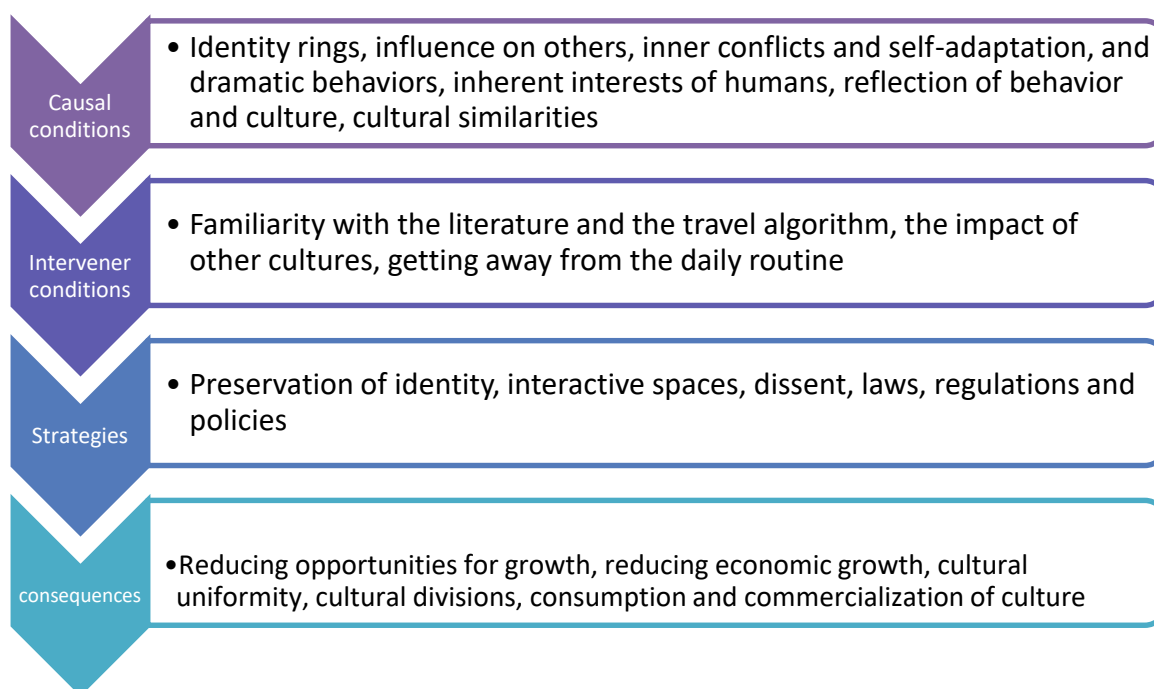 Causal
conditions
• Identity rings, influence on others, inner conflicts and self-adaptation, and
dramatic behaviors, inherent interests of humans, reflection of behavior
and culture, cultural similarities
Intervener
conditions
• Familiarity with the literature and the travel algorithm, the impact of
other cultures, getting away from the daily routine
Strategies
• Preservation of identity, interactive spaces, dissent, laws, regulations and
policies
consequences
•Reducing opportunities for growth, reducing economic growth, cultural
uniformity, cultural divisions, consumption and commercialization of culture